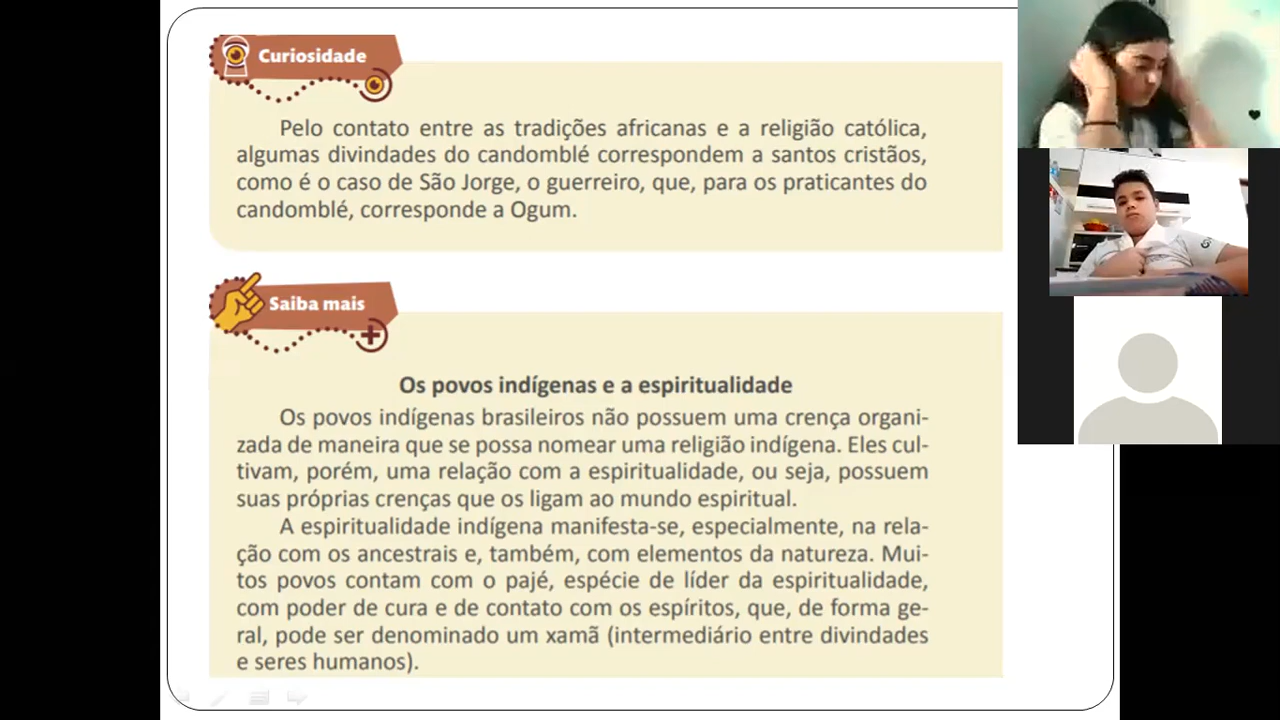 Curiosidade
Pelo contato entre as tradições africanas e a religião católica,
algumas divindades do candomblé correspondem a santos cristãos,
como é o caso de São Jorge, o guerreiro, que, para os praticantes do
candomblé, corresponde a Ogum.
Saiba mais
Os povos indígenas e a espiritualidade
Os povos indígenas brasileiros não possuem uma crença organi-
zada de maneira que se possa nomear uma religião indígena. Eles cul-
tivam, porém, uma relação com a espiritualidade, ou seja, possuem
suas próprias crenças que os ligam ao mundo espiritual.
A espiritualidade indígena manifesta-se, especialmente, na rela-
ção com os ancestrais e, também, com elementos da natureza. Mui-
tos povos contam com o pajé, espécie de líder da espiritualidade,
com poder de cura e de contato com os espíritos, que, de forma ge-
ral, pode ser denominado um xamã (intermediário entre divindades
e seres humanos).